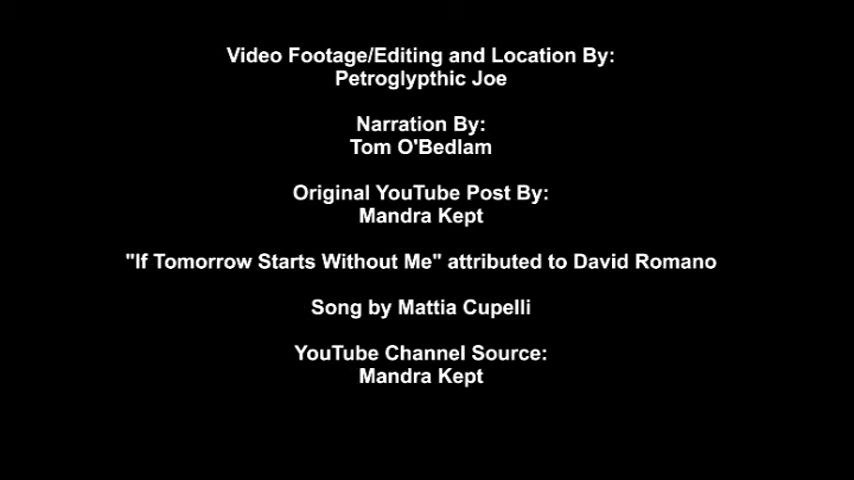 Video Footage/Editing and Location By:
Petroglypthic Joe
Narration By:
Tom O'Bedlam
Original YouTube Post By:
Mandra Kept
"If Tomorrow Starts Without Me" attributed to David Romano
Song by Mattia Cupelli
YouTube Channel Source:
Mandra Kept